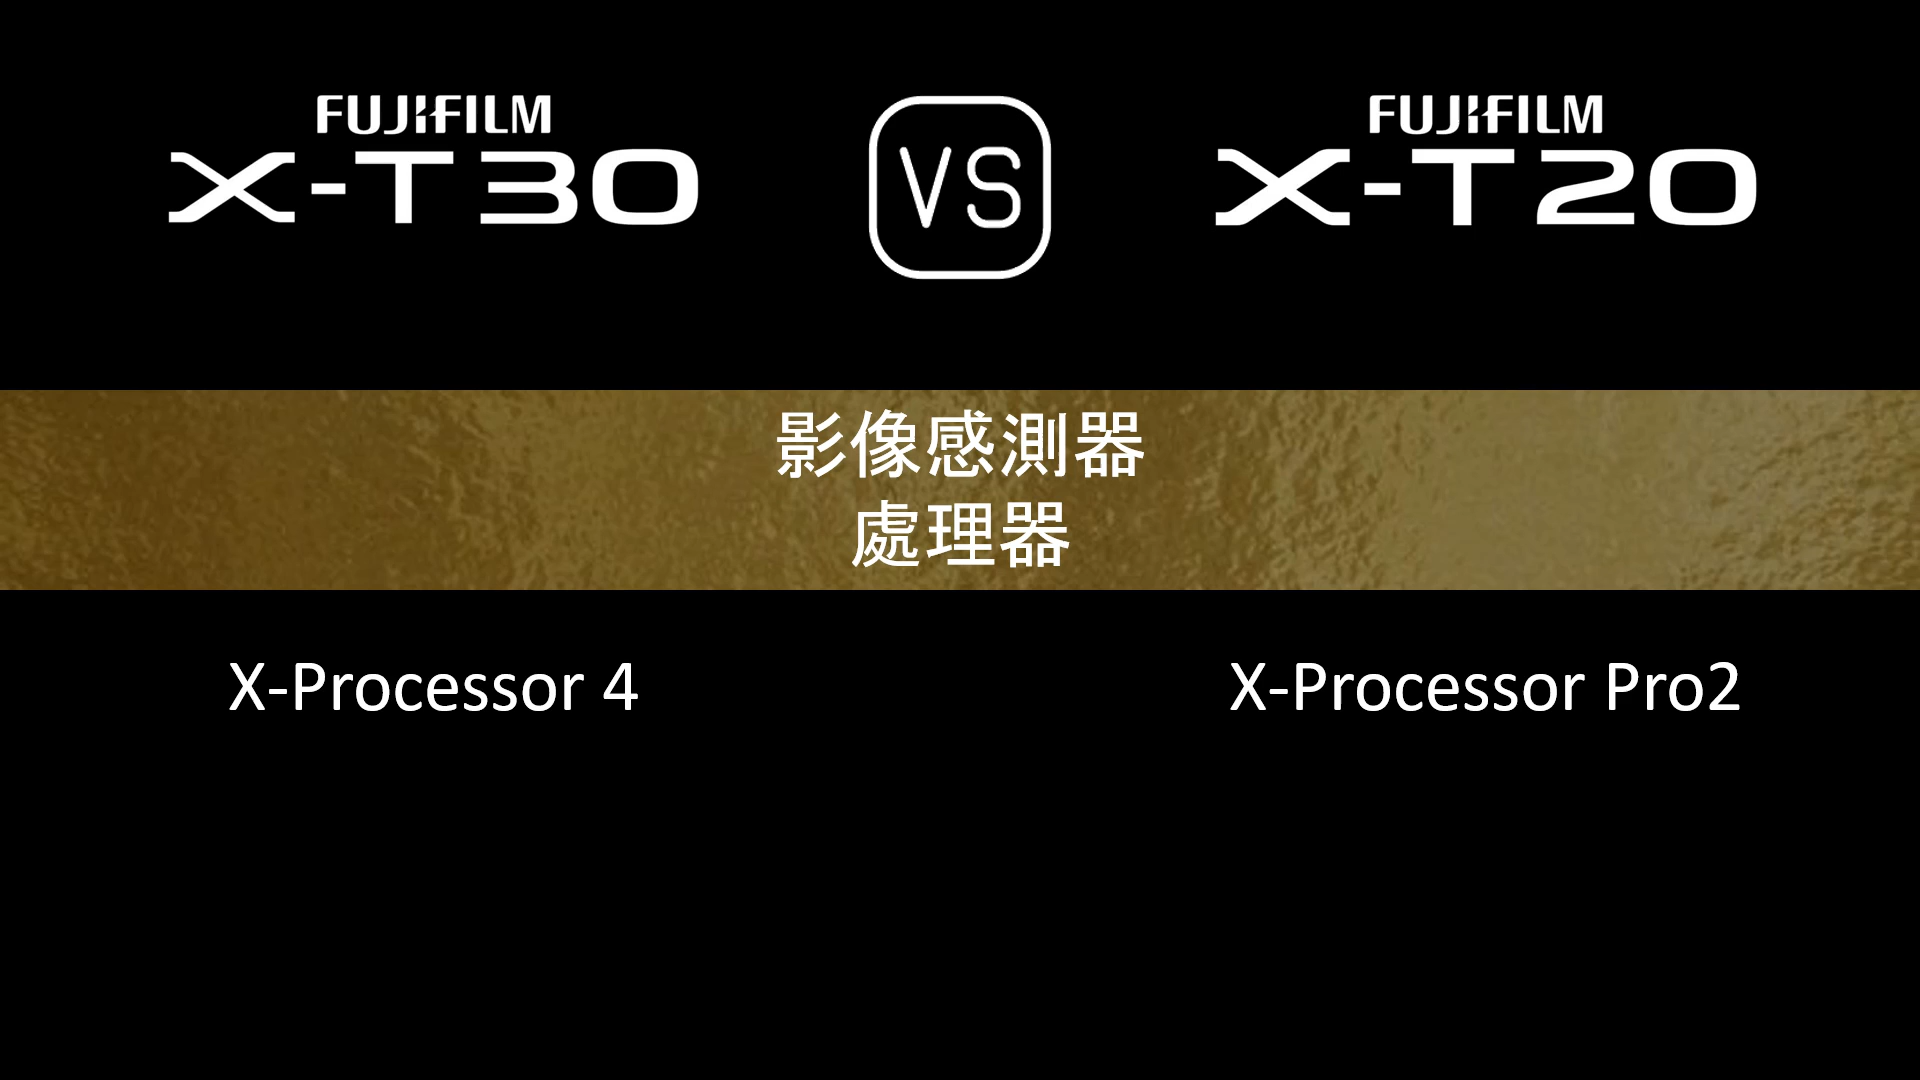 FUJIFILM
X-T30
VS
FUJIFILM
X-T20
影像感測器
處理器
X-Processor 4
X-Processor Pro2